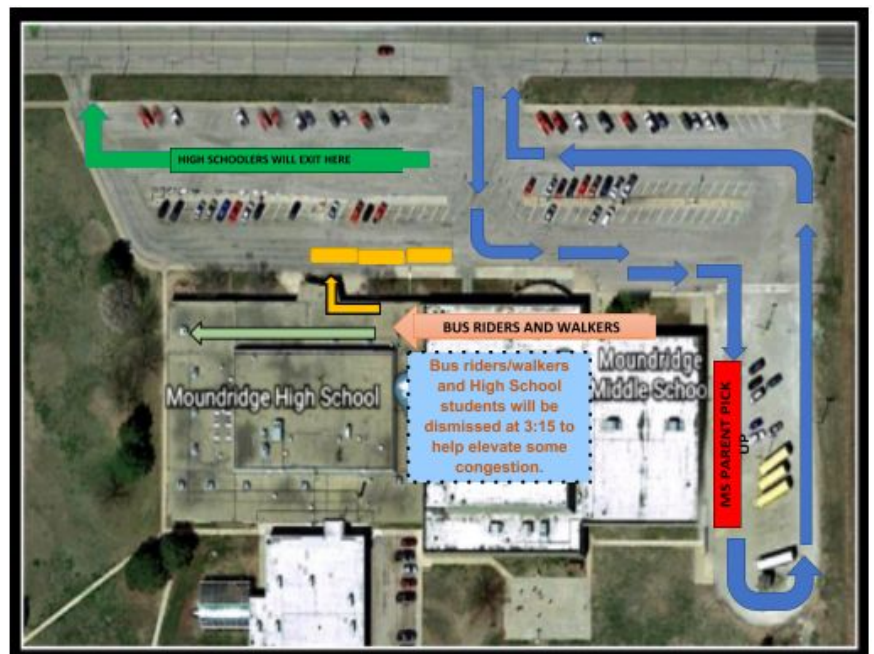 HIGH SCHOOLERS WILL EXIT HERE
BUS RIDERS AND WALKERS
Bus riders/walkers
and High School
students will be
dismissed at 3:15 to
help elevate some
congestion.
Moundridge High School
Moundridge
Middle School
MS PARENT PICK
UP